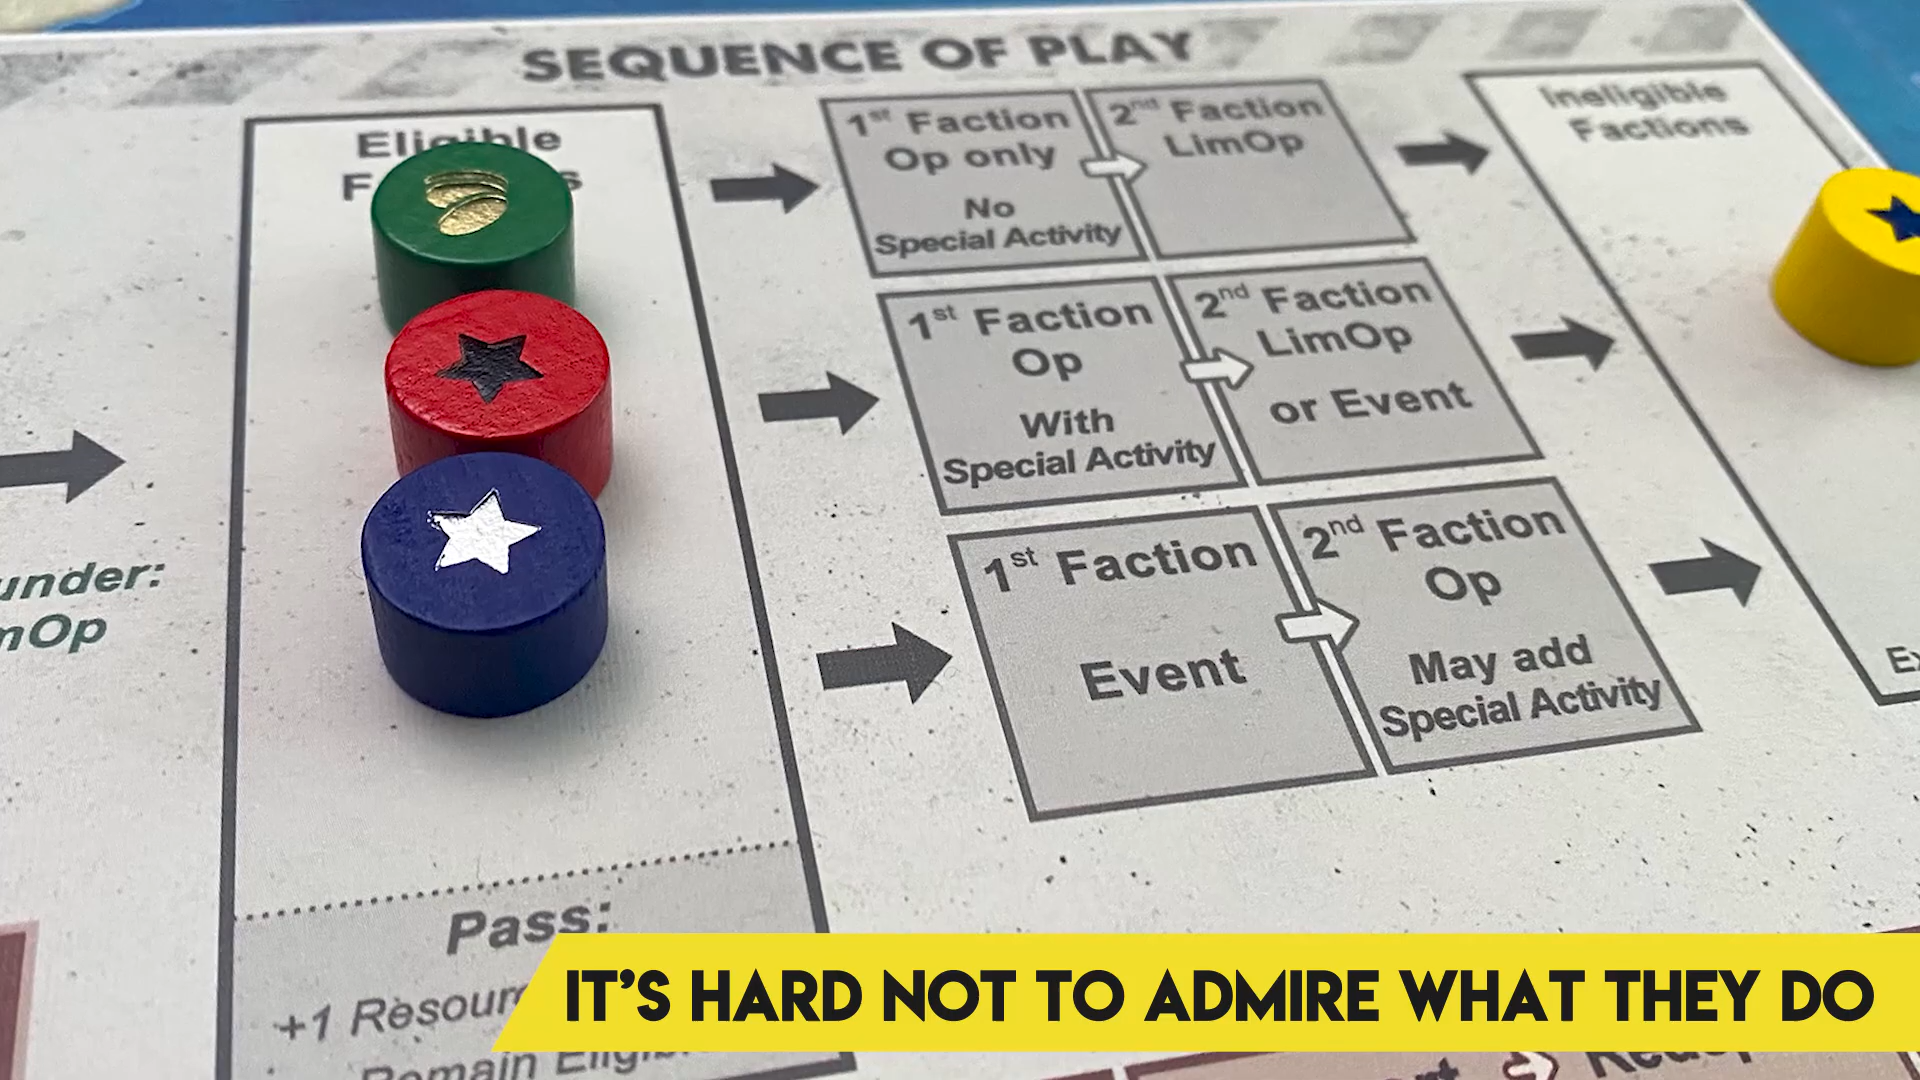 SEQUENCE OF PLAY
Eligible
1st Faction
Op only
No
Special Activity
2nd Faction
LimOp
Ineligible
Factions
1st Faction
Op
With
Special Activity
2nd Faction
LimOp
or Event
under:
1st Faction
Event
2nd Faction
Op
May add
Special Activity
Pass:
+1
IT'S HARD NOT TO ADMIRE WHAT THEY DO